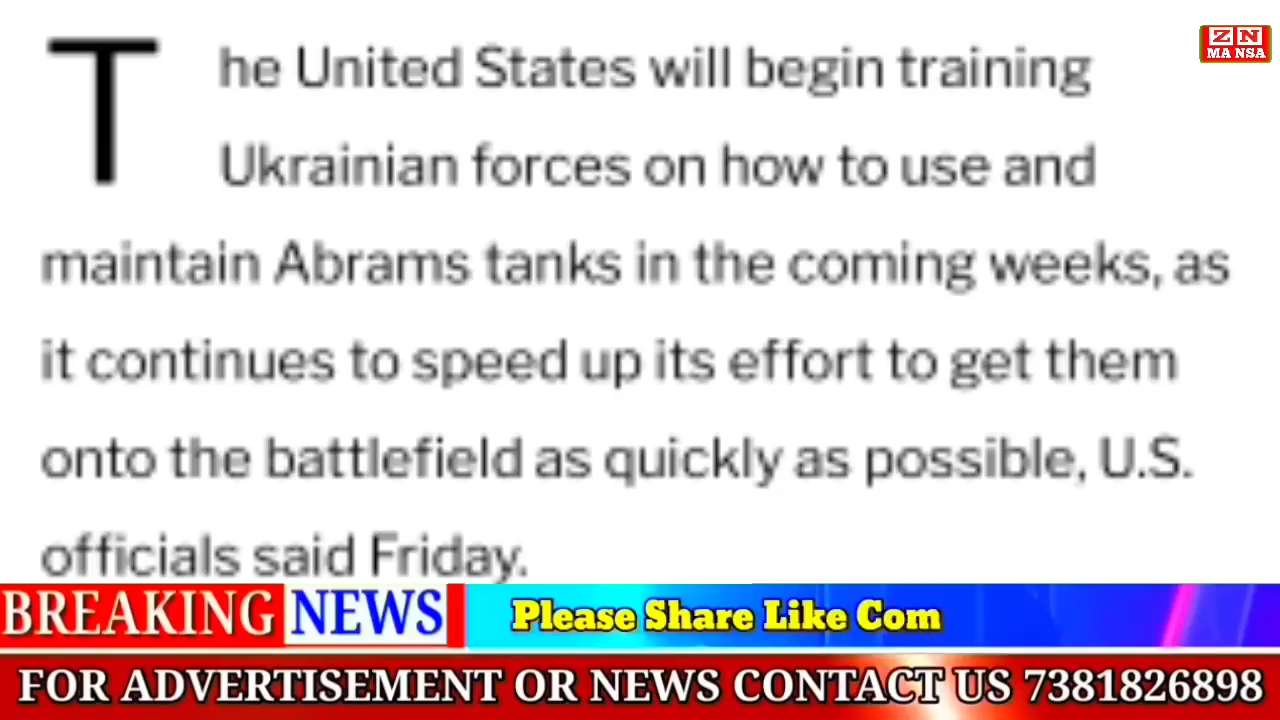 ZN
MANSA
The United States will begin training
Ukrainian forces on how to use and
maintain Abrams tanks in the coming weeks, as
it continues to speed up its effort to get them
onto the battlefield as quickly as possible, U.S.
officials said Friday.
BREAKING NEWS
Please Share Like Com
FOR ADVERTISEMENT OR NEWS CONTACT US 7381826898